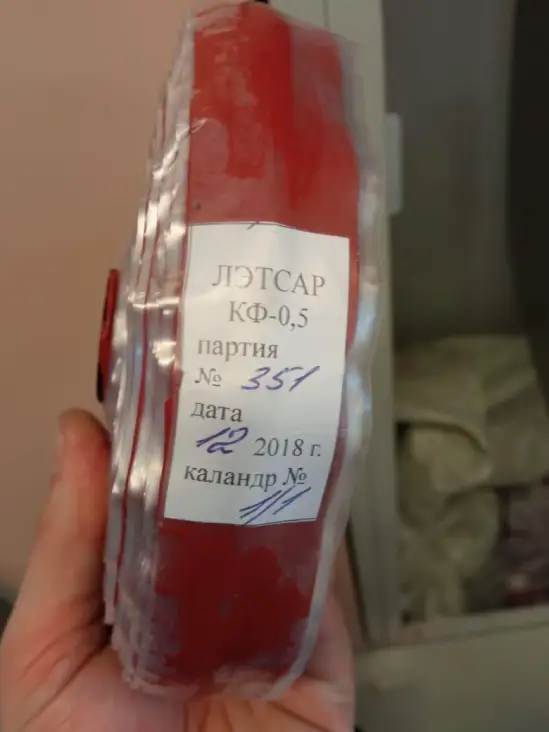 ЛЭТСАР
КФ-0,5
партия
№ 351
дата
12 2018 г.
каландр №
1/1